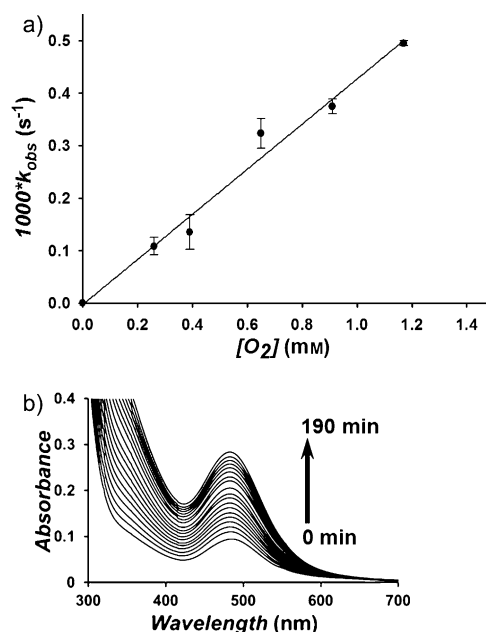 a)
0.5
0.4
0.3
0.2
0.1
0.0
1000*k_obs (s⁻¹)
0.0 0.2 0.4 0.6 0.8 1.0 1.2 1.4
[O₂] (mM)
b)
0.4
0.3
0.2
0.1
0
Absorbance
190 min
0 min
300 400 500 600 700
Wavelength (nm)